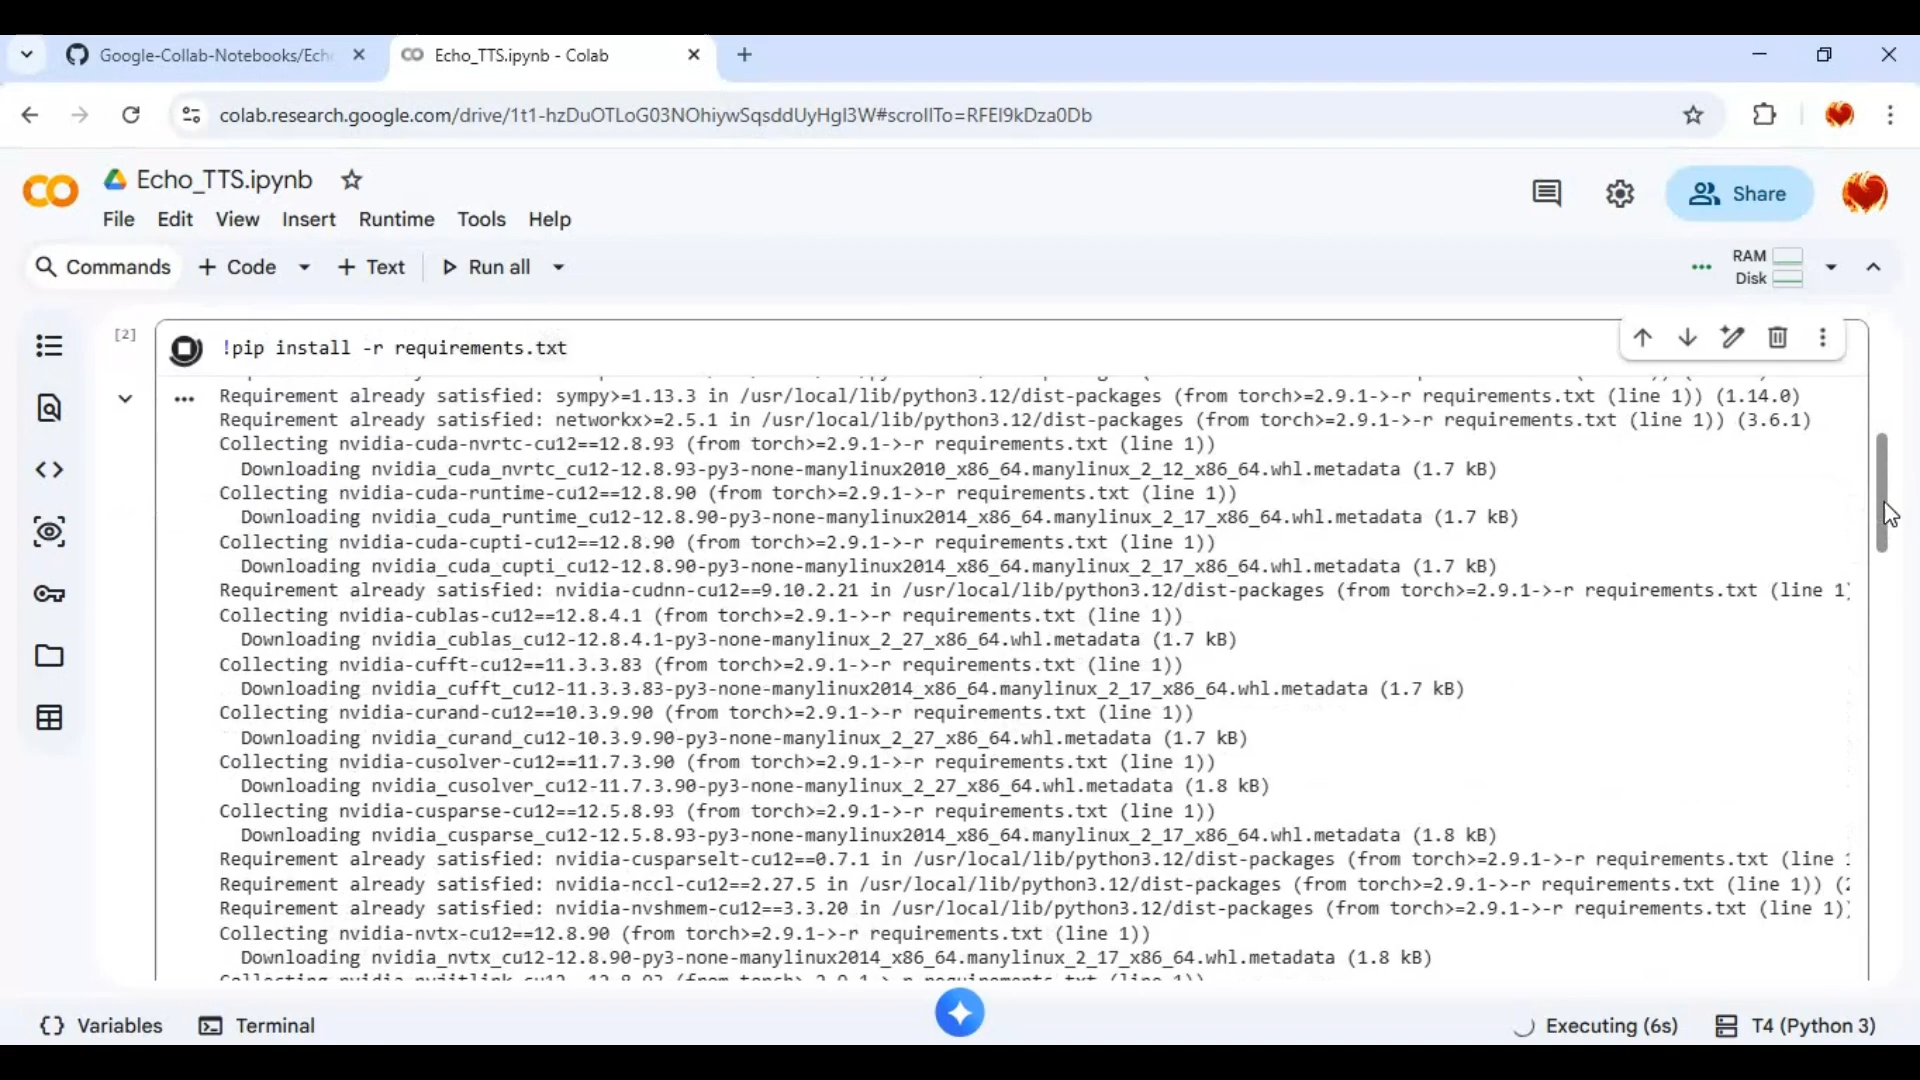 Google-Collab-Notebooks/Ech
Echo_TTS.ipynb - Colab
colab.research.google.com/drive/1t1-hzDuOTLoG03NOhiywSqsddUyHgI3W#scrollTo=RFEI9kDza0Db
Echo_TTS.ipynb
Share
File Edit View Insert Runtime Tools Help
Commands + Code + Text Run all
RAM
Disk
[2]
!pip install -r requirements.txt
Requirement already satisfied: sympy>=1.13.3 in /usr/local/lib/python3.12/dist-packages (from torch>=2.9.1->-r requirements.txt (line 1)) (1.14.0)
Requirement already satisfied: networkx>=2.5.1 in /usr/local/lib/python3.12/dist-packages (from torch>=2.9.1->-r requirements.txt (line 1)) (3.6.1)
Collecting nvidia-cuda-nvrtc-cu12==12.8.93 (from torch>=2.9.1->-r requirements.txt (line 1))
Downloading nvidia_cuda_nvrtc_cu12-12.8.93-py3-none-manylinux2010_x86_64.manylinux_2_12_x86_64.whl.metadata (1.7 kB)
Collecting nvidia-cuda-runtime-cu12==12.8.90 (from torch>=2.9.1->-r requirements.txt (line 1))
Downloading nvidia_cuda_runtime_cu12-12.8.90-py3-none-manylinux2014_x86_64.manylinux_2_17_x86_64.whl.metadata (1.7 kB)
Collecting nvidia-cuda-cupti-cu12==12.8.90 (from torch>=2.9.1->-r requirements.txt (line 1))
Downloading nvidia_cuda_cupti_cu12-12.8.90-py3-none-manylinux2014_x86_64.manylinux_2_17_x86_64.whl.metadata (1.7 kB)
Requirement already satisfied: nvidia-cudnn-cu12==9.10.2.21 in /usr/local/lib/python3.12/dist-packages (from torch>=2.9.1->-r requirements.txt (line 1)
Collecting nvidia-cublas-cu12==12.8.4.1 (from torch>=2.9.1->-r requirements.txt (line 1))
Downloading nvidia_cublas_cu12-12.8.4.1-py3-none-manylinux_2_27_x86_64.whl.metadata (1.7 kB)
Collecting nvidia-cufft-cu12==11.3.3.83 (from torch>=2.9.1->-r requirements.txt (line 1))
Downloading nvidia_cufft_cu12-11.3.3.83-py3-none-manylinux2014_x86_64.manylinux_2_17_x86_64.whl.metadata (1.7 kB)
Collecting nvidia-curand-cu12==10.3.9.90 (from torch>=2.9.1->-r requirements.txt (line 1))
Downloading nvidia_curand_cu12-10.3.9.90-py3-none-manylinux_2_27_x86_64.whl.metadata (1.7 kB)
Collecting nvidia-cusolver-cu12==11.7.3.90 (from torch>=2.9.1->-r requirements.txt (line 1))
Downloading nvidia_cusolver_cu12-11.7.3.90-py3-none-manylinux_2_27_x86_64.whl.metadata (1.8 kB)
Collecting nvidia-cusparse-cu12==12.5.8.93 (from torch>=2.9.1->-r requirements.txt (line 1))
Downloading nvidia_cusparse_cu12-12.5.8.93-py3-none-manylinux2014_x86_64.manylinux_2_17_x86_64.whl.metadata (1.8 kB)
Requirement already satisfied: nvidia-cusparselt-cu12==0.7.1 in /usr/local/lib/python3.12/dist-packages (from torch>=2.9.1->-r requirements.txt (line
Requirement already satisfied: nvidia-nccl-cu12==2.27.5 in /usr/local/lib/python3.12/dist-packages (from torch>=2.9.1->-r requirements.txt (line 1)) (2
Requirement already satisfied: nvidia-nvshmem-cu12==3.3.20 in /usr/local/lib/python3.12/dist-packages (from torch>=2.9.1->-r requirements.txt (line 1))
Collecting nvidia-nvtx-cu12==12.8.90 (from torch>=2.9.1->-r requirements.txt (line 1))
Downloading nvidia_nvtx_cu12-12.8.90-py3-none-manylinux2014_x86_64.manylinux_2_17_x86_64.whl.metadata (1.8 kB)
Variables Terminal Executing (6s) T4 (Python 3)